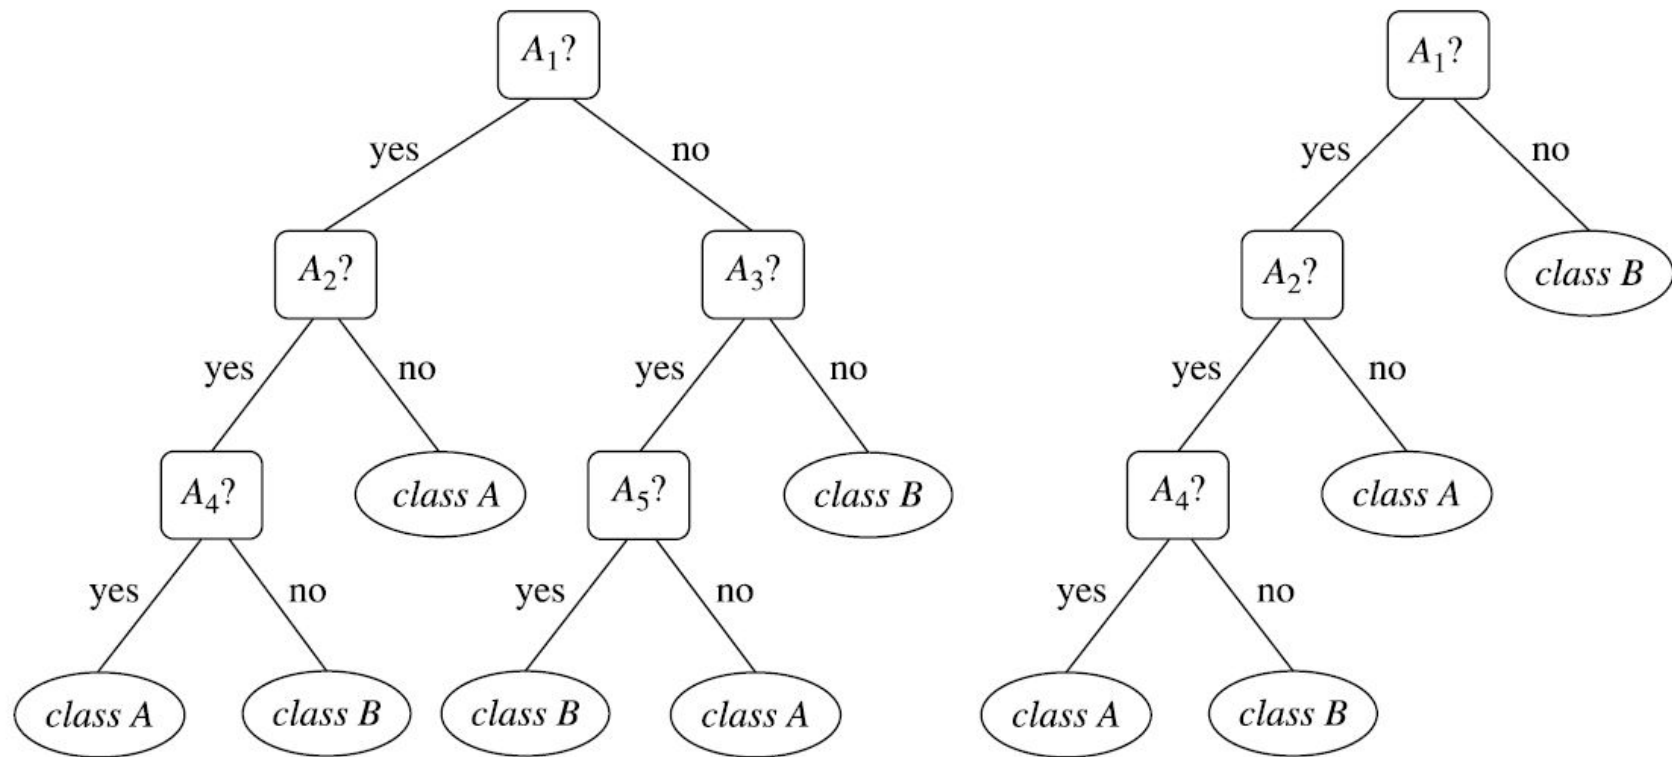 A₁? A₁?
yes no yes no
A₂? A₃? A₂? class B
yes no yes no yes no
A₄? class A A₅? class B A₄? class A
yes no yes no yes no
class A class B class B class A class A class B